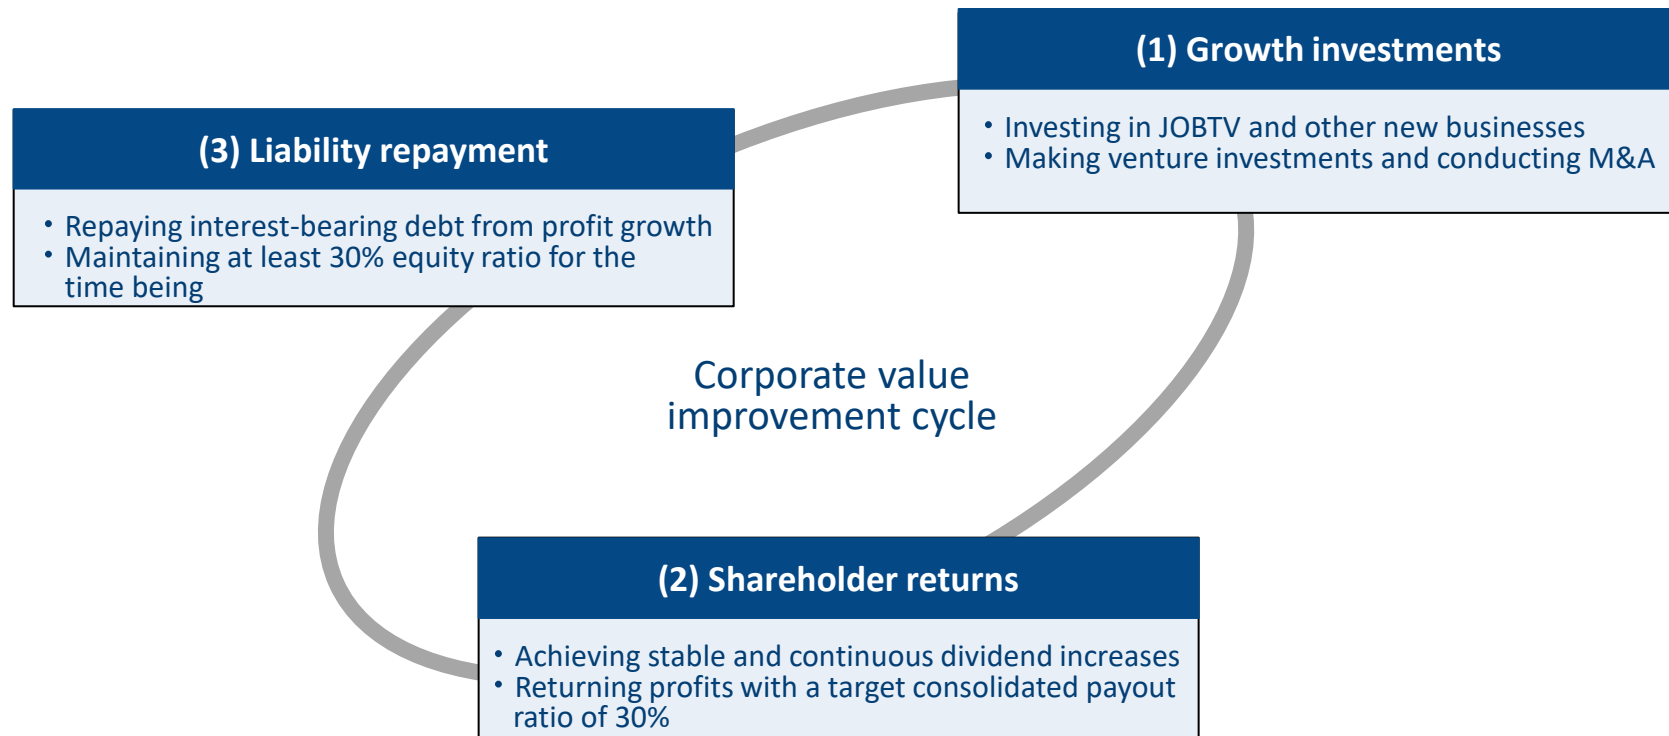 (1) Growth investments
• Investing in JOBTV and other new businesses
• Making venture investments and conducting M&A
(3) Liability repayment
• Repaying interest-bearing debt from profit growth
• Maintaining at least 30% equity ratio for the
time being
Corporate value
improvement cycle
(2) Shareholder returns
• Achieving stable and continuous dividend increases
• Returning profits with a target consolidated payout
ratio of 30%